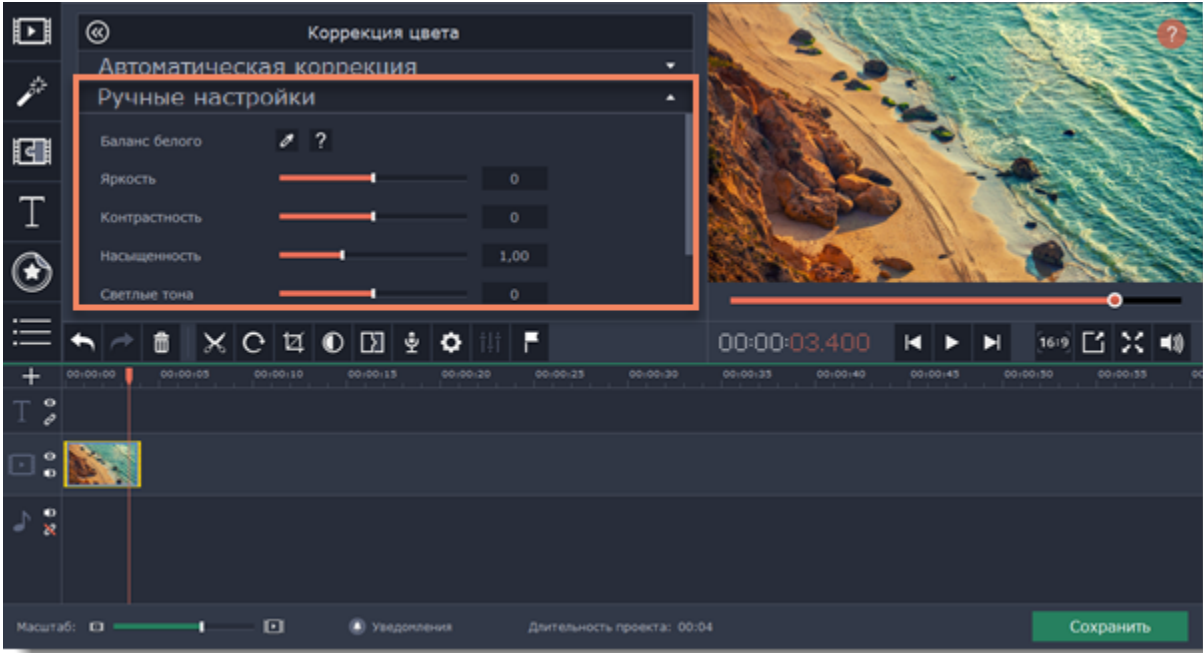 Коррекция цвета
?
Автоматическая коррекция
Ручные настройки
Баланс белого ?
Яркость 0
Контрастность 0
Насыщенность 1,00
Светлые тона 0
T
00:00:03.400 16:9
00:00:00 00:00:05 00:00:10 00:00:15 00:00:20 00:00:25 00:00:30 00:00:35 00:00:40 00:00:45 00:00:50 00:00:55 00
T
Масштаб: Уведомления Длительность проекта: 00:04 Сохранить